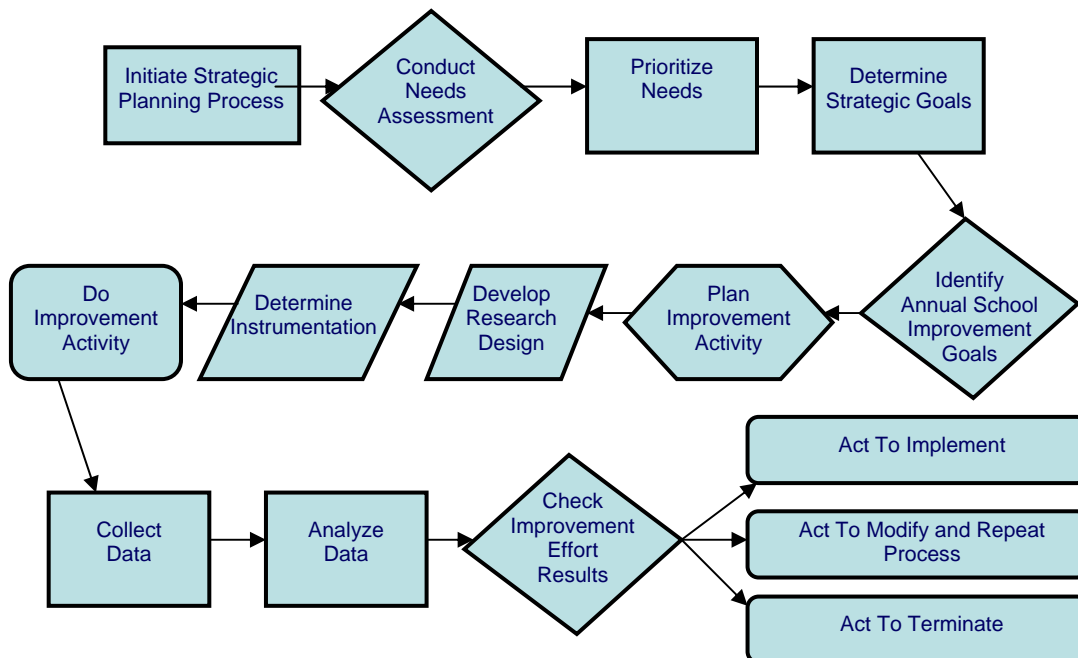 Initiate Strategic
Planning Process
Conduct
Needs
Assessment
Prioritize
Needs
Determine
Strategic Goals
Identify
Annual School
Improvement
Goals
Plan
Improvement
Activity
Develop
Research
Design
Determine
Instrumentation
Do
Improvement
Activity
Collect
Data
Analyze
Data
Check
Improvement
Effort
Results
Act To Implement
Act To Modify and Repeat
Process
Act To Terminate